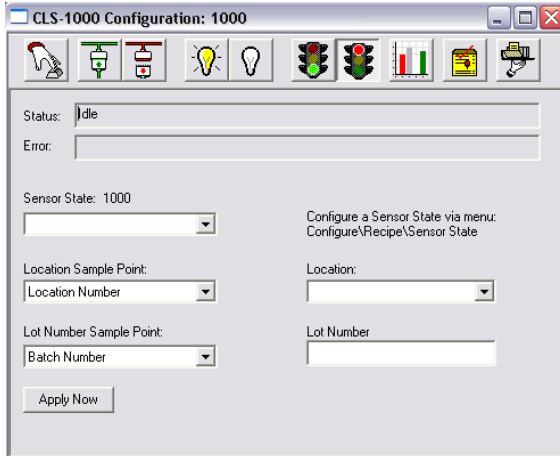 CLS-1000 Configuration: 1000
Status: Idle
Error:
Sensor State: 1000
Configure a Sensor State via menu:
Configure\Recipe\Sensor State
Location Sample Point:
Location:
Location Number
Lot Number Sample Point:
Lot Number
Batch Number
Apply Now